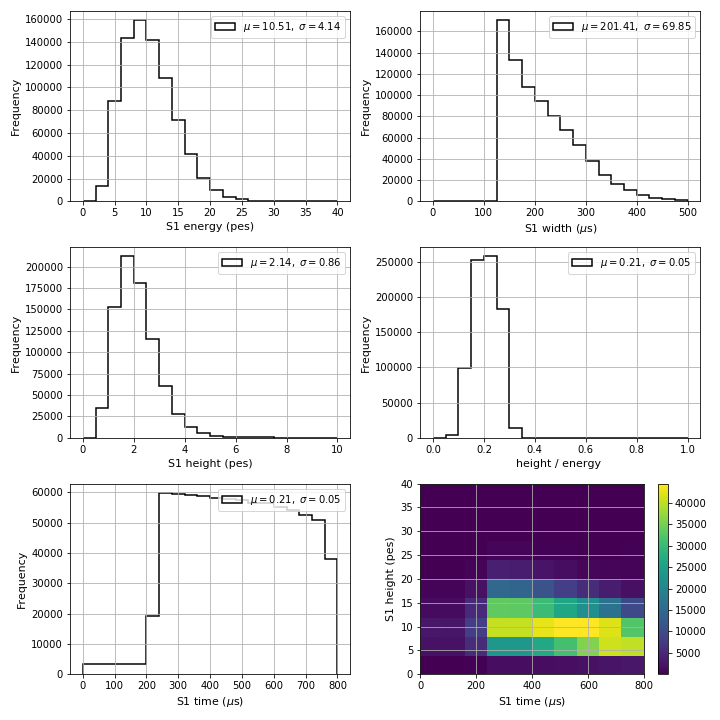 160000
140000
120000
100000
80000
60000
40000
20000
0
Frequency
μ = 10.51, σ = 4.14
0 5 10 15 20 25 30 35 40
S1 energy (pes)
160000
140000
120000
100000
80000
60000
40000
20000
0
Frequency
μ = 201.41, σ = 69.85
0 100 200 300 400 500
S1 width (μs)
200000
175000
150000
125000
100000
75000
50000
25000
0
Frequency
μ = 2.14, σ = 0.86
0 2 4 6 8 10
S1 height (pes)
250000
200000
150000
100000
50000
0
Frequency
μ = 0.21, σ = 0.05
0.0 0.2 0.4 0.6 0.8 1.0
height / energy
60000
50000
40000
30000
20000
10000
0
Frequency
μ = 0.21, σ = 0.05
0 100 200 300 400 500 600 700 800
S1 time (μs)
40
35
30
25
20
15
10
5
0
S1 height (pes)
0 200 400 600 800
S1 time (μs)
40000
35000
30000
25000
20000
15000
10000
5000